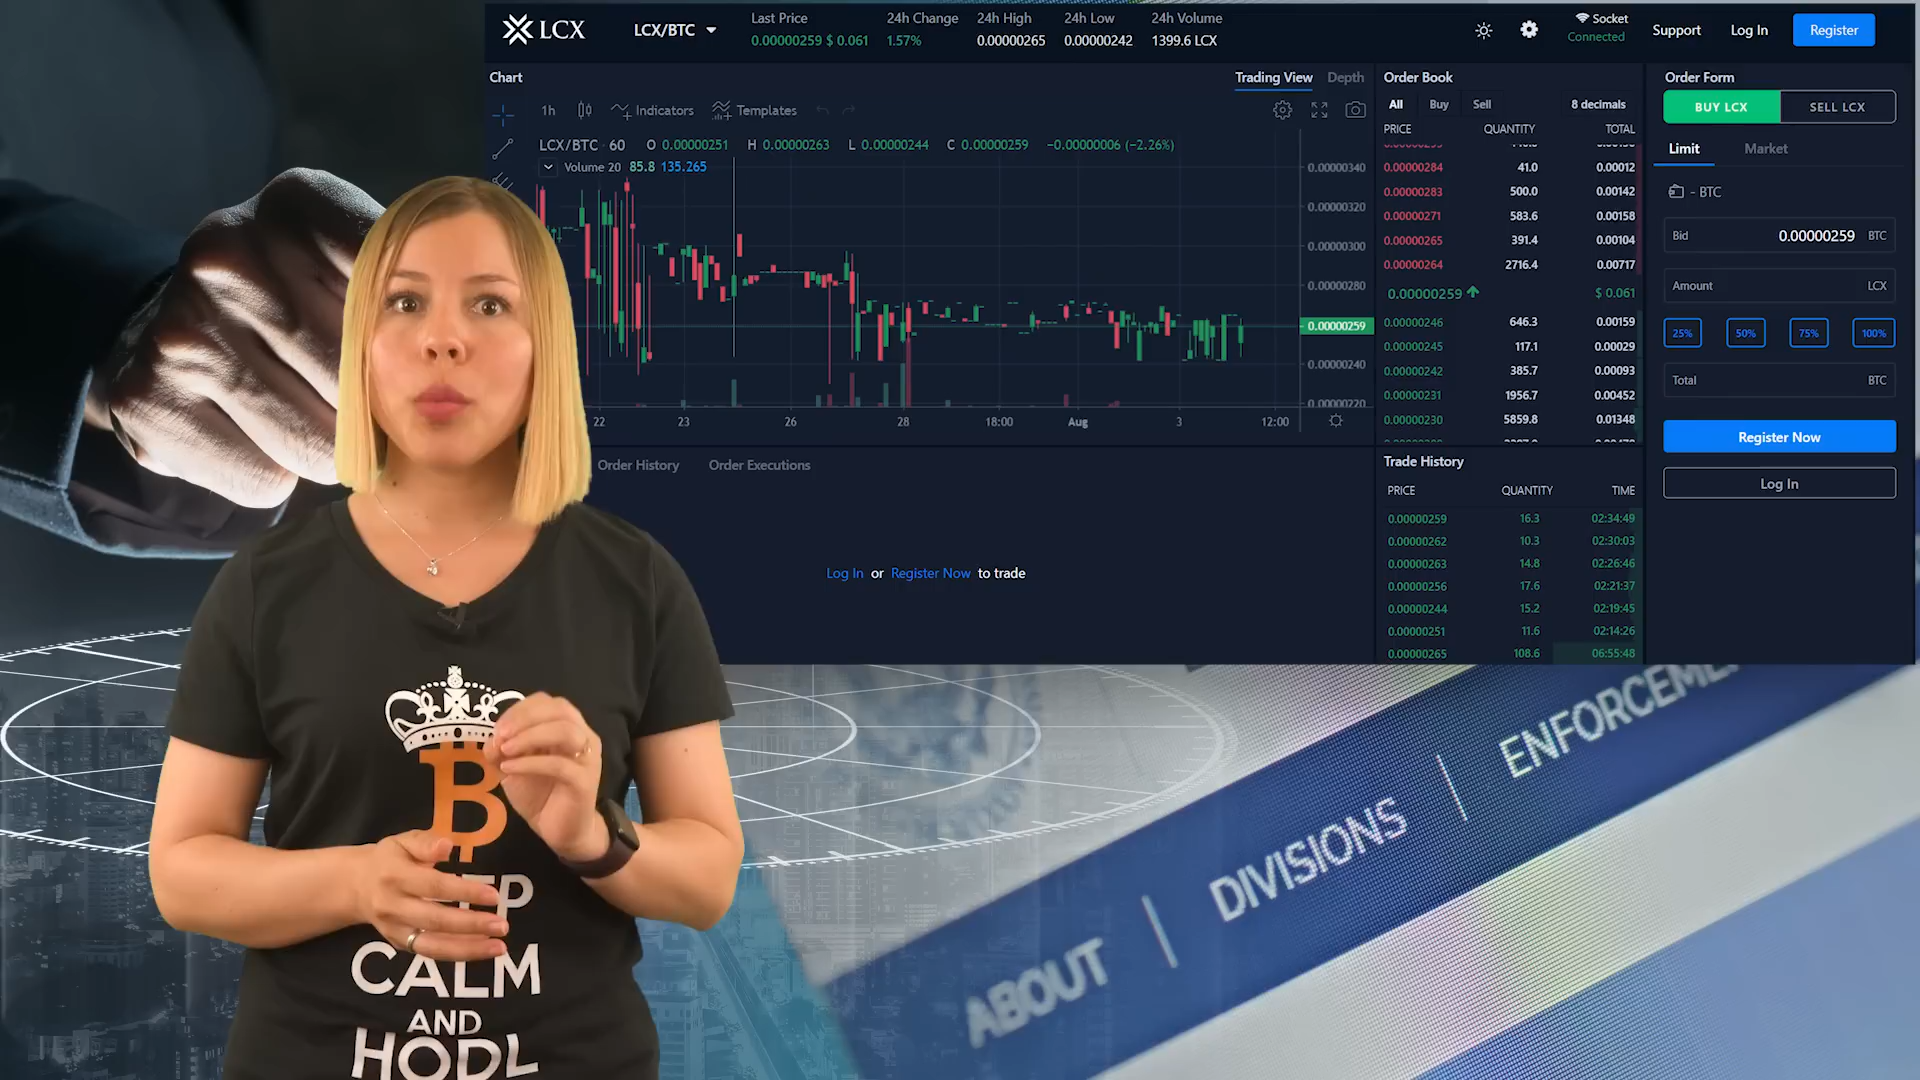 LCX
LCX/BTC
Last Price
0.00000259 $ 0.061
24h Change
1.57%
24h High
0.00000265
24h Low
0.00000242
24h Volume
1399.6 LCX
Socket
Connected
Support
Log In
Register
Chart
Trading View
Depth
1h
Indicators
Templates
LCX/BTC · 60 O 0.00000251 H 0.00000263 L 0.00000244 C 0.00000259 −0.00000006 (−2.26%)
Volume 20 85.8 135.265
0.00000340
0.00000320
0.00000300
0.00000280
0.00000259
0.00000240
0.00000220
22 23 26 28 18:00 Aug 3 12:00
Order History
Order Executions
Log In or Register Now to trade
Order Book
All Buy Sell 8 decimals
PRICE QUANTITY TOTAL
0.00000284 41.0 0.00012
0.00000283 500.0 0.00142
0.00000271 583.6 0.00158
0.00000265 391.4 0.00104
0.00000264 2716.4 0.00717
0.00000259 $ 0.061
0.00000246 646.3 0.00159
0.00000245 117.1 0.00029
0.00000242 385.7 0.00093
0.00000231 1956.7 0.00452
0.00000230 5859.8 0.01348
Trade History
PRICE QUANTITY TIME
0.00000259 16.3 02:34:49
0.00000262 10.3 02:30:03
0.00000263 14.8 02:26:46
0.00000256 17.6 02:21:37
0.00000244 15.2 02:19:45
0.00000251 11.6 02:14:26
0.00000265 108.6 06:55:48
Order Form
BUY LCX SELL LCX
Limit Market
- BTC
Bid 0.00000259 BTC
Amount LCX
25% 50% 75% 100%
Total BTC
Register Now
Log In
CALM
AND
HODL
ABOUT | DIVISIONS | ENFORCEME